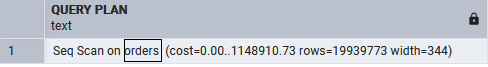 QUERY PLAN
text
1 Seq Scan on orders (cost=0.00..1148910.73 rows=19939773 width=344)